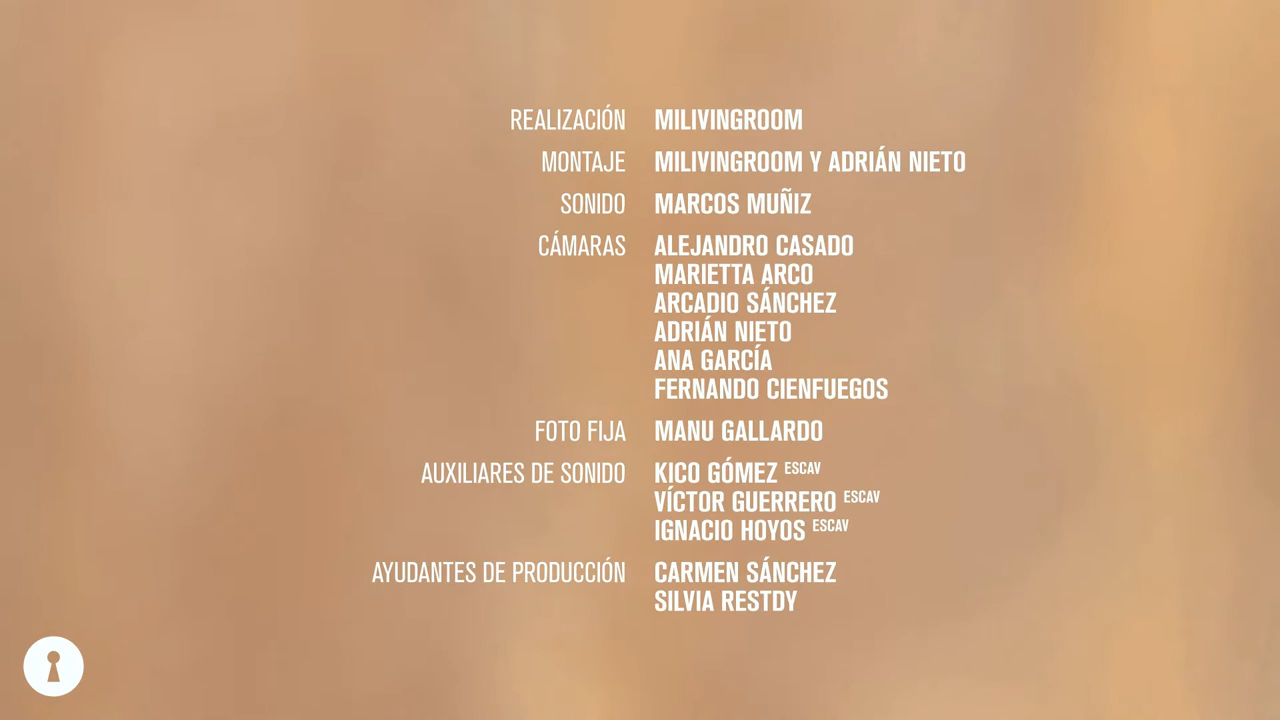 REALIZACIÓN MILIVINGROOM
MONTAJE MILIVINGROOM Y ADRIÁN NIETO
SONIDO MARCOS MUÑIZ
CÁMARAS ALEJANDRO CASADO
MARIETTA ARCO
ARCADIO SÁNCHEZ
ADRIÁN NIETO
ANA GARCÍA
FERNANDO CIENFUEGOS
FOTO FIJA MANU GALLARDO
AUXILIARES DE SONIDO KICO GÓMEZ ESCAV
VÍCTOR GUERRERO ESCAV
IGNACIO HOYOS ESCAV
AYUDANTES DE PRODUCCIÓN CARMEN SÁNCHEZ
SILVIA RESTDY